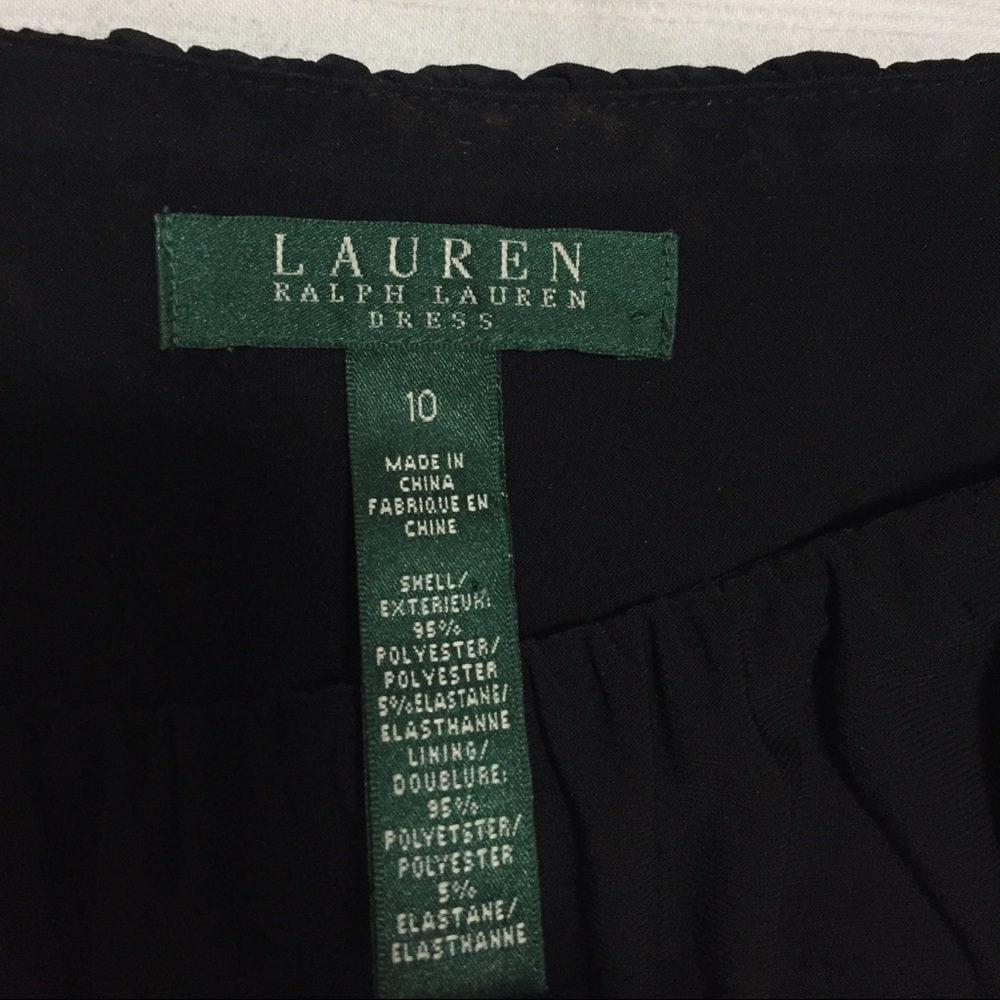 LAUREN
RALPH LAUREN
DRESS
10
MADE IN
CHINA
FABRIQUE EN
CHINE
SHELL/
EXTERIEUR:
95%
POLYESTER/
POLYESTER
5%ELASTANE/
ELASTHANNE
LINING/
DOUBLURE:
95%
POLYETSTER/
POLYESTER
5%
ELASTANE/
ELASTHANNE